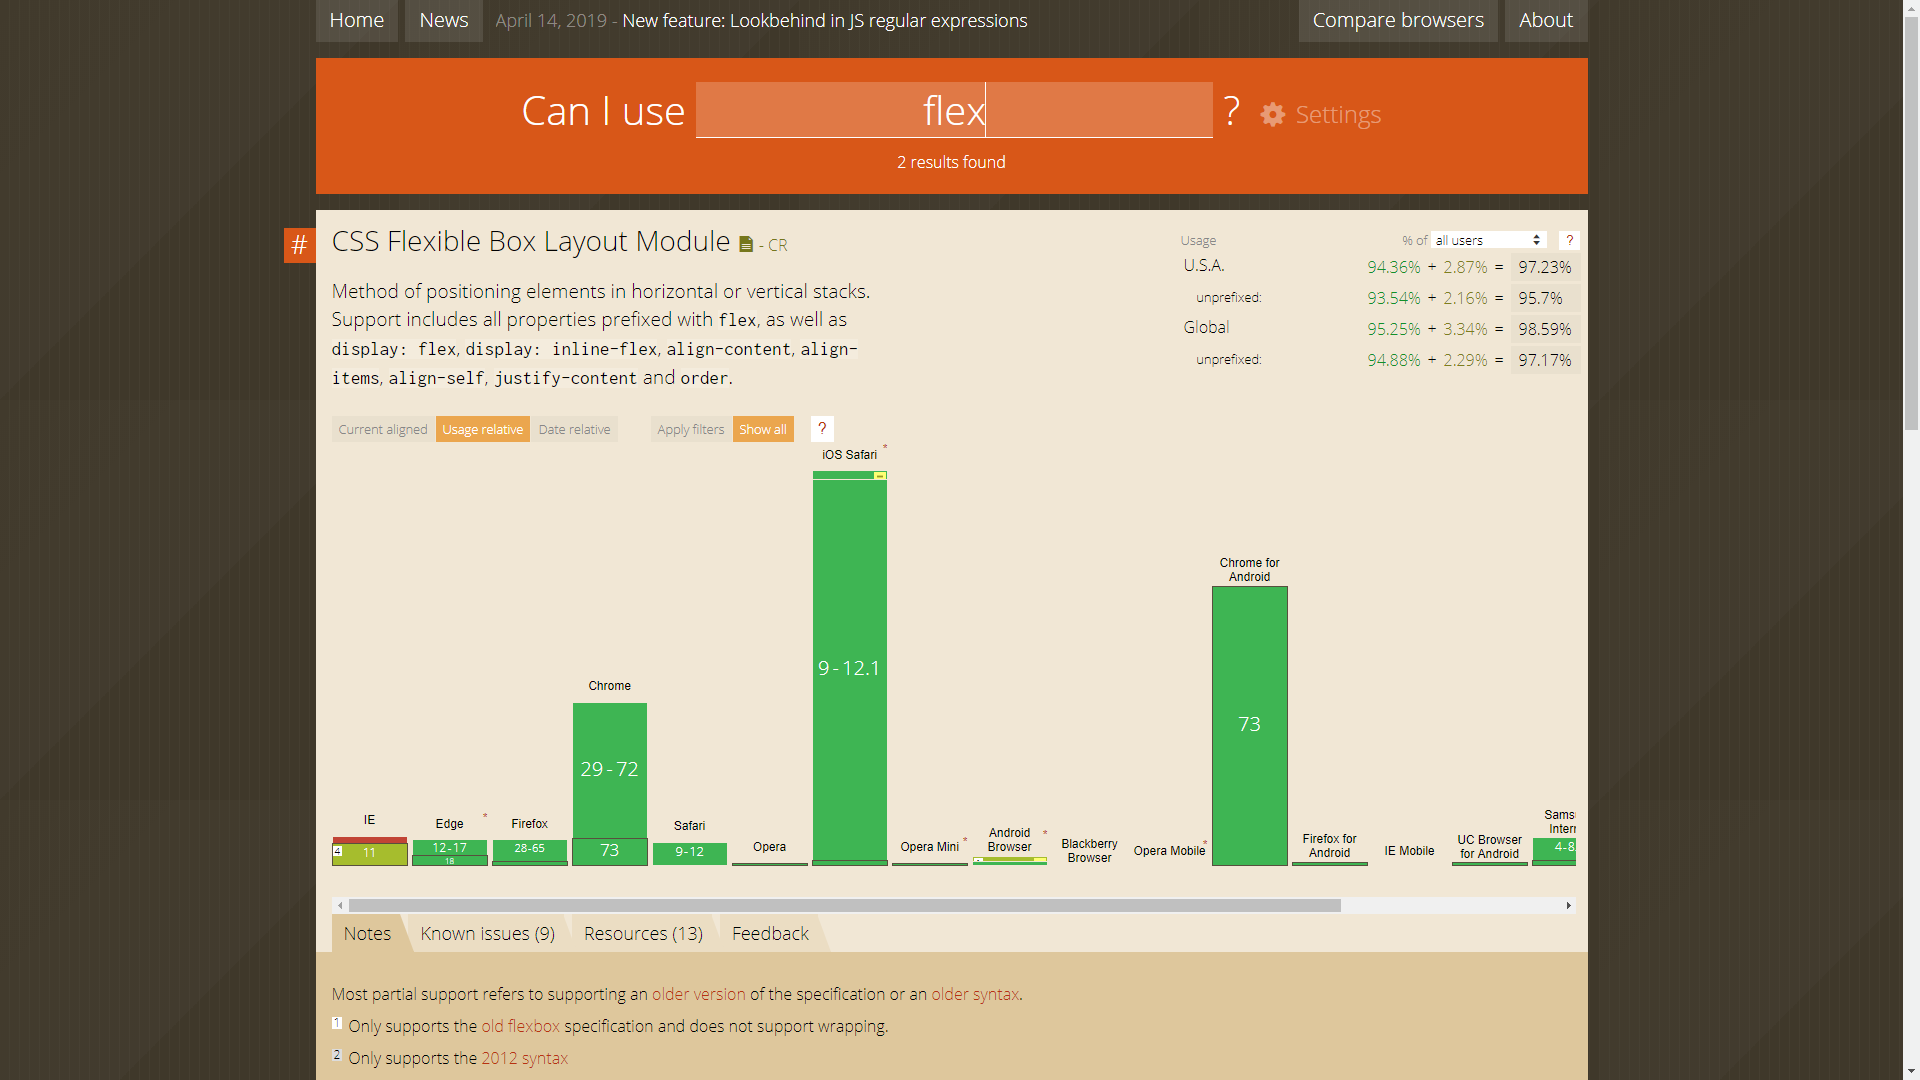 Home
News
April 14, 2019 - New feature: Lookbehind in JS regular expressions
Compare browsers
About
Can I use flex ? Settings
2 results found
#
CSS Flexible Box Layout Module - CR
Method of positioning elements in horizontal or vertical stacks.
Support includes all properties prefixed with flex, as well as
display: flex, display: inline-flex, align-content, align-
items, align-self, justify-content and order.
Usage % of all users ?
U.S.A. 94.36% + 2.87% = 97.23%
unprefixed: 93.54% + 2.16% = 95.7%
Global 95.25% + 3.34% = 98.59%
unprefixed: 94.88% + 2.29% = 97.17%
Current aligned Usage relative Date relative Apply filters Show all ?
iOS Safari *
9-12.1
Chrome for
Android
73
Chrome
29-72
73
IE
4 11
Edge *
12-17
18
Firefox
28-65
Safari
9-12
Opera
Opera Mini *
Android
Browser *
Blackberry
Browser
Opera Mobile *
Firefox for
Android
IE Mobile
UC Browser
for Android
Sams
Interr
4-8.
Notes
Known issues (9)
Resources (13)
Feedback
Most partial support refers to supporting an older version of the specification or an older syntax.
1 Only supports the old flexbox specification and does not support wrapping.
2 Only supports the 2012 syntax